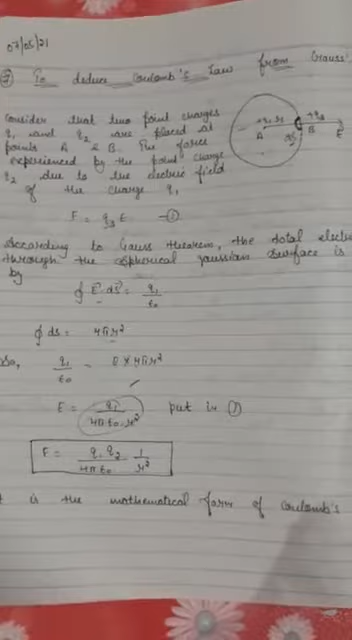 07/05/21
To deduce Coulomb's Law from Gauss'
Consider that two point charges
q₁ and q₂ are placed at
points A & B. The force
experienced by the point charge
q₂ due to the electric field
of the charge q₁
A B E
F = q₂ E —①
According to Gauss theorem, the total electr
through the spherical gaussian surface is
by
∮ E⃗ ds⃗ = q₁/ε₀
∮ ds = 4πr²
So, q₁/ε₀ = E × 4πr²
E = q₁/4πε₀.r² put in ①
F = q₁q₂/4πε₀ 1/r²
t is the mathematical form of Coulomb's